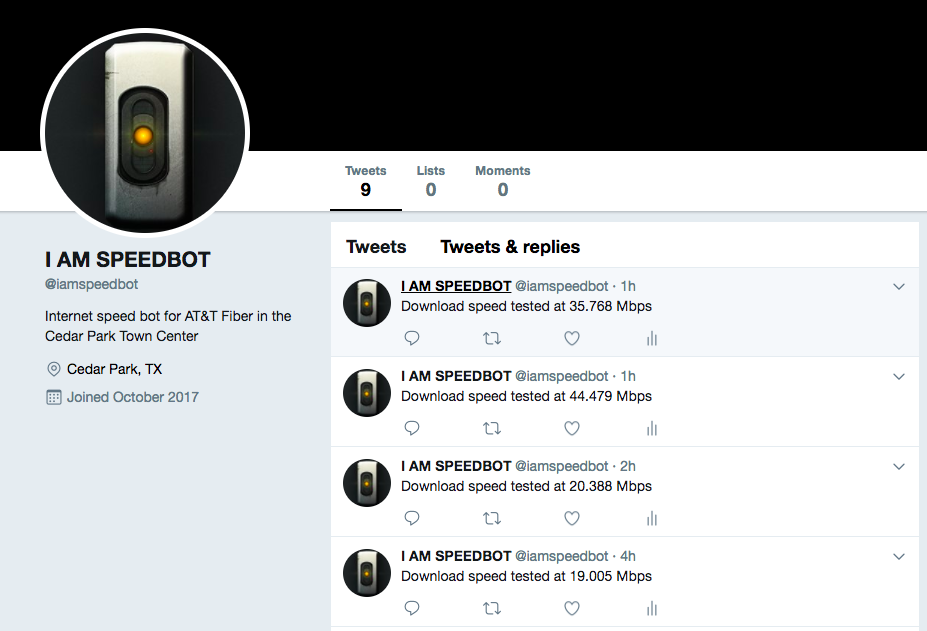 Tweets Lists Moments
9 0 0
I AM SPEEDBOT
@iamspeedbot
Internet speed bot for AT&T Fiber in the
Cedar Park Town Center
Cedar Park, TX
Joined October 2017
Tweets Tweets & replies
I AM SPEEDBOT @iamspeedbot · 1h
Download speed tested at 35.768 Mbps
I AM SPEEDBOT @iamspeedbot · 1h
Download speed tested at 44.479 Mbps
I AM SPEEDBOT @iamspeedbot · 2h
Download speed tested at 20.388 Mbps
I AM SPEEDBOT @iamspeedbot · 4h
Download speed tested at 19.005 Mbps